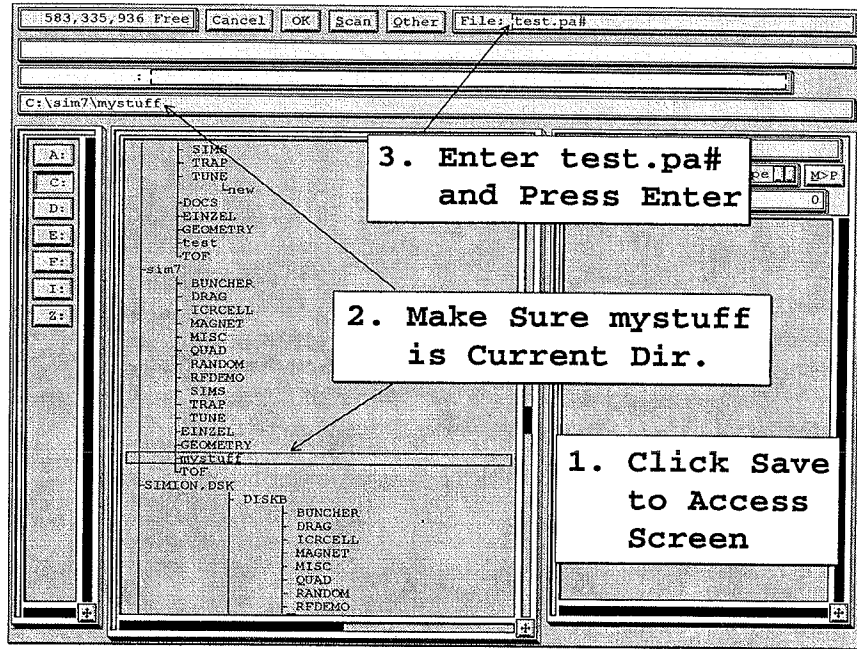 583,335,936 Free Cancel OK Scan Other File: test.pa#
:
C:\sim7\mystuff
A:
C:
D:
E:
F:
I:
Z:
SIMS
TRAP
TUNE
new
DOCS
EINZEL
GEOMETRY
test
TOF
sim7
BUNCHER
DRAG
ICRCELL
MAGNET
MISC
QUAD
RANDOM
RFDEMO
SIMS
TRAP
TUNE
EINZEL
GEOMETRY
mystuff
TOF
SIMION.DSK
DISKB
BUNCHER
DRAG
ICRCELL
MAGNET
MISC
QUAD
RANDOM
RFDEMO
3. Enter test.pa#
and Press Enter
pe M>P
0
2. Make Sure mystuff
is Current Dir.
1. Click Save
to Access
Screen